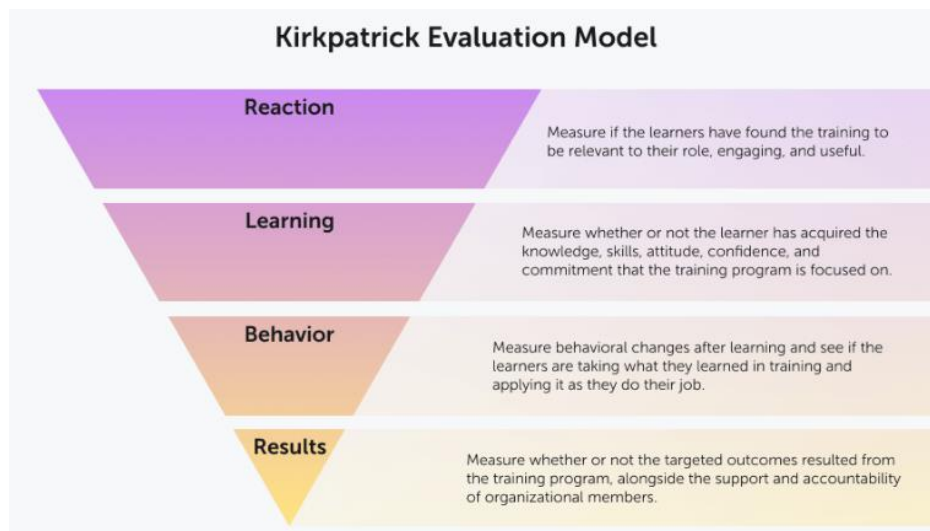 Kirkpatrick Evaluation Model
Reaction
Measure if the learners have found the training to
be relevant to their role, engaging, and useful.
Learning
Measure whether or not the learner has acquired the
knowledge, skills, attitude, confidence, and
commitment that the training program is focused on.
Behavior
Measure behavioral changes after learning and see if the
learners are taking what they learned in training and
applying it as they do their job.
Results
Measure whether or not the targeted outcomes resulted from
the training program, alongside the support and accountability
of organizational members.